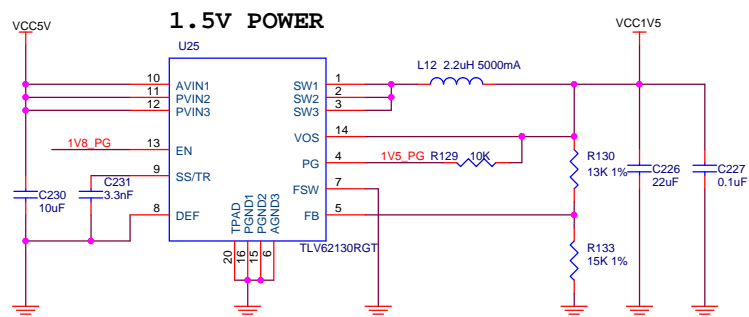 1.5V POWER
VCC5V
VCC1V5
U25
L12 2.2uH 5000mA
10 AVIN1 SW1 1
11 PVIN2 SW2 2
12 PVIN3 SW3 3
VOS 14
1V8_PG 13 EN PG 4 1V5_PG R129 10K
R130
13K 1%
C226
22uF
C227
0.1uF
9 SS/TR FSW 7
C231
3.3nF
C230
10uF
8 DEF FB 5
TPAD PGND1 PGND2 AGND3
20 16 15 6
TLV62130RGT
R133
15K 1%